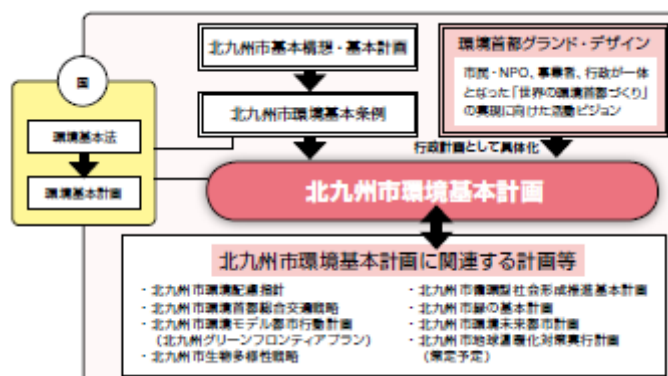 北九州市基本構想・基本計画
北九州市環境基本条例
環境首都グランド・デザイン
市民・NPO、事業者、行政が一体
となった「世界の環境首都づくり」
の実現に向けた活動ビジョン
国
環境基本法
環境基本計画
行政計画として具体化
北九州市環境基本計画
北九州市環境基本計画に関連する計画等
・北九州市環境配慮指針
・北九州市環境首都総合交通戦略
・北九州市環境モデル都市行動計画
（北九州グリーンフロンティアプラン）
・北九州市生物多様性戦略
・北九州市循環型社会形成推進基本計画
・北九州市緑の基本計画
・北九州市環境未来都市計画
・北九州市地球温暖化対策実行計画
（策定予定）